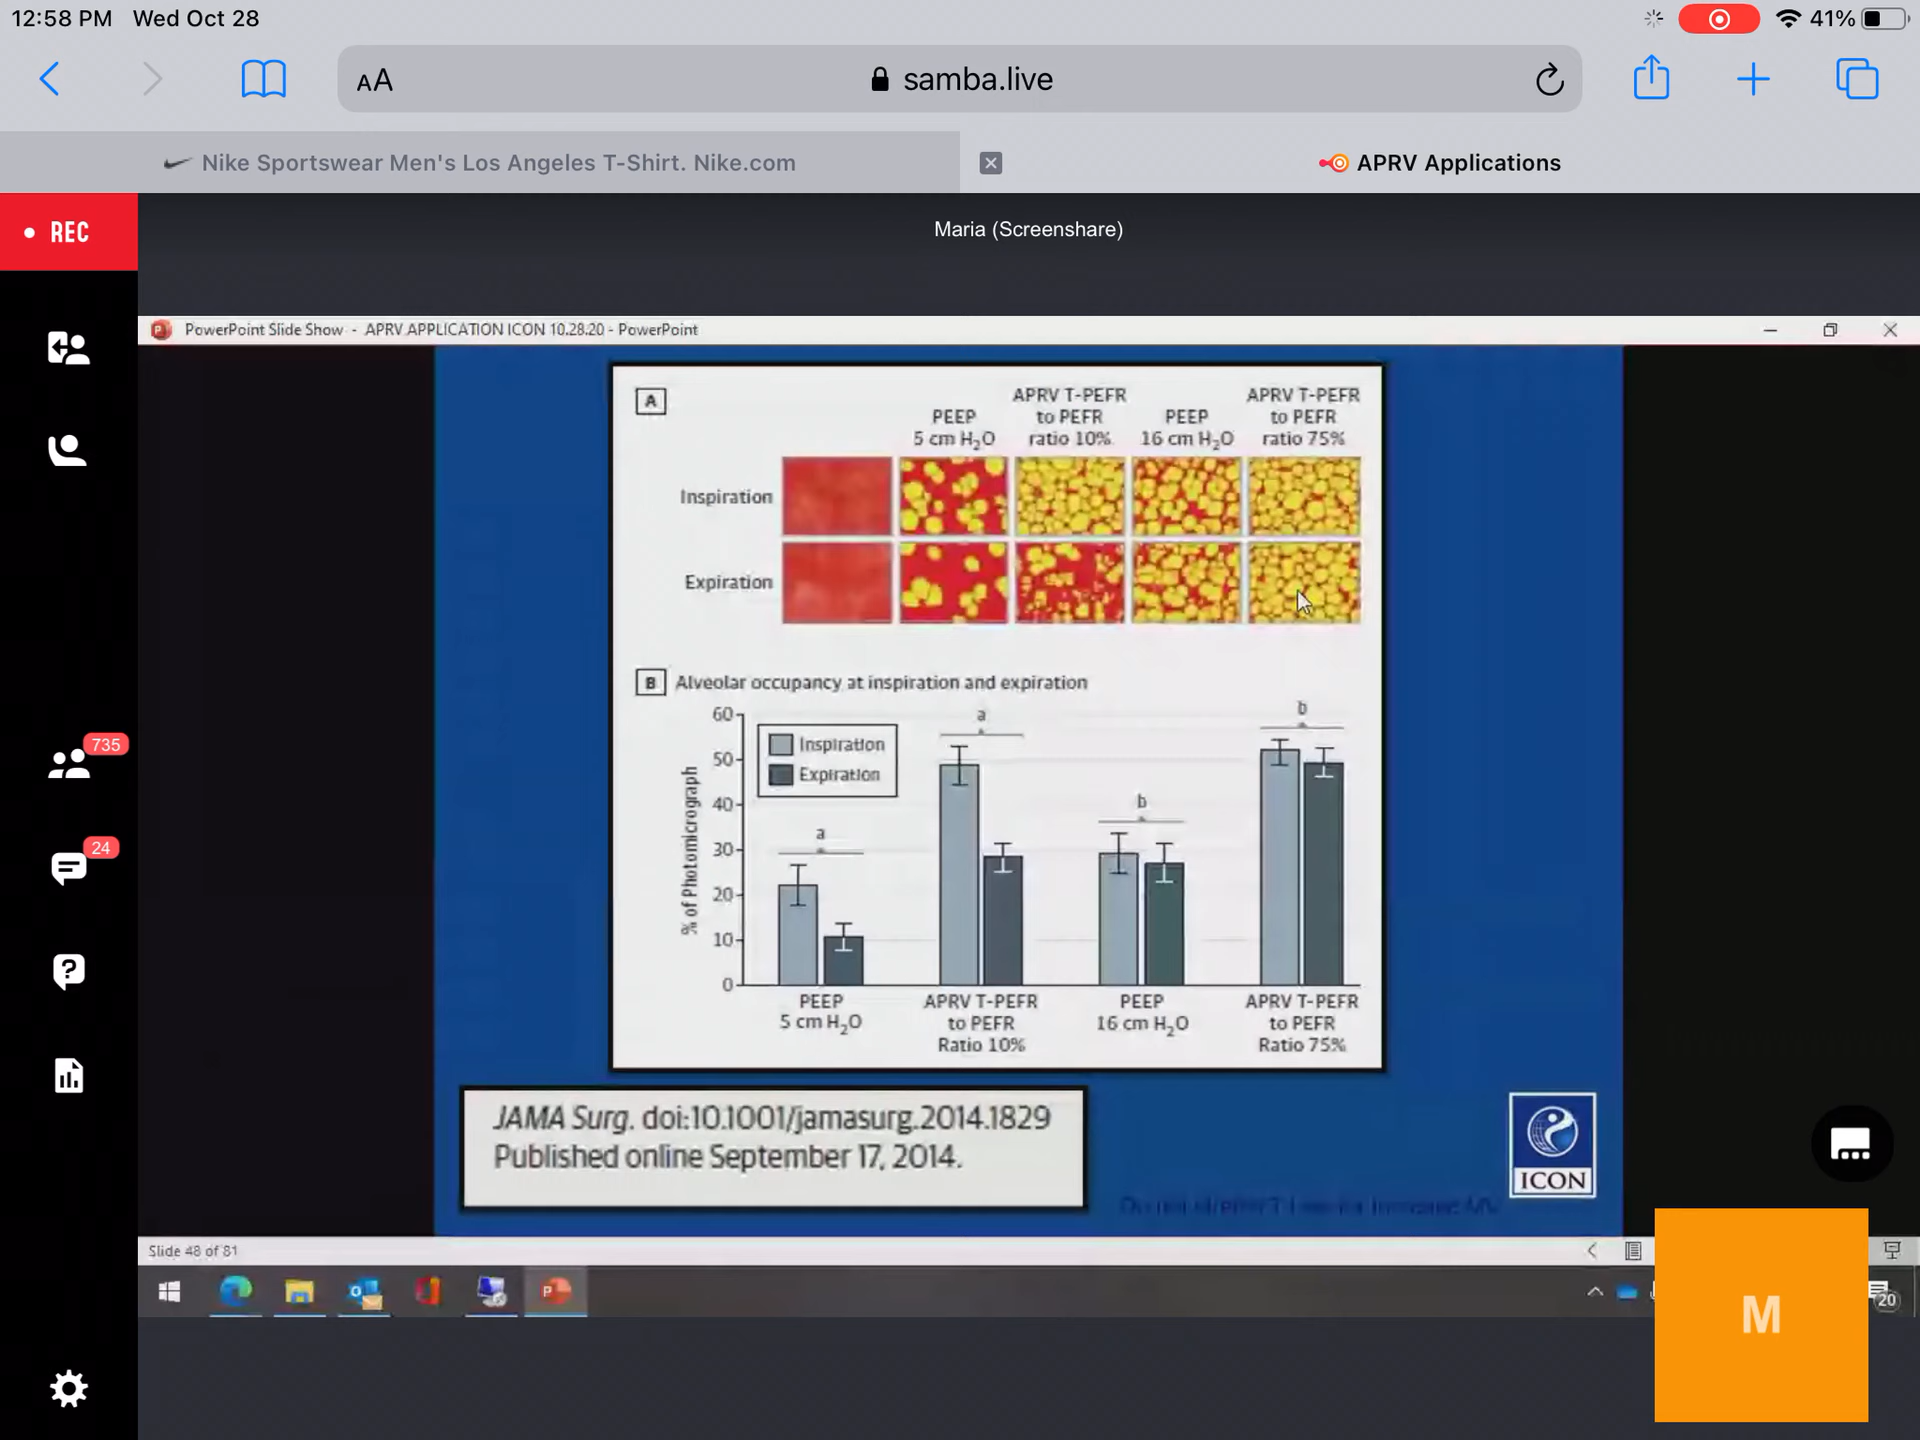 12:58 PM Wed Oct 28
41%
AA
samba.live
Nike Sportswear Men's Los Angeles T-Shirt. Nike.com
APRV Applications
REC
Maria (Screenshare)
PowerPoint Slide Show - APRV APPLICATION ICON 10.28.20 - PowerPoint
A
PEEP
5 cm H₂O
APRV T-PEFR
to PEFR
ratio 10%
PEEP
16 cm H₂O
APRV T-PEFR
to PEFR
ratio 75%
Inspiration
Expiration
B Alveolar occupancy at inspiration and expiration
% of Photomicrograph
60
50
40
30
20
10
0
Inspiration
Expiration
a
a
b
b
PEEP
5 cm H₂O
APRV T-PEFR
to PEFR
Ratio 10%
PEEP
16 cm H₂O
APRV T-PEFR
to PEFR
Ratio 75%
735
24
?
JAMA Surg. doi:10.1001/jamasurg.2014.1829
Published online September 17, 2014.
ICON
Slide 48 of 81
20
M